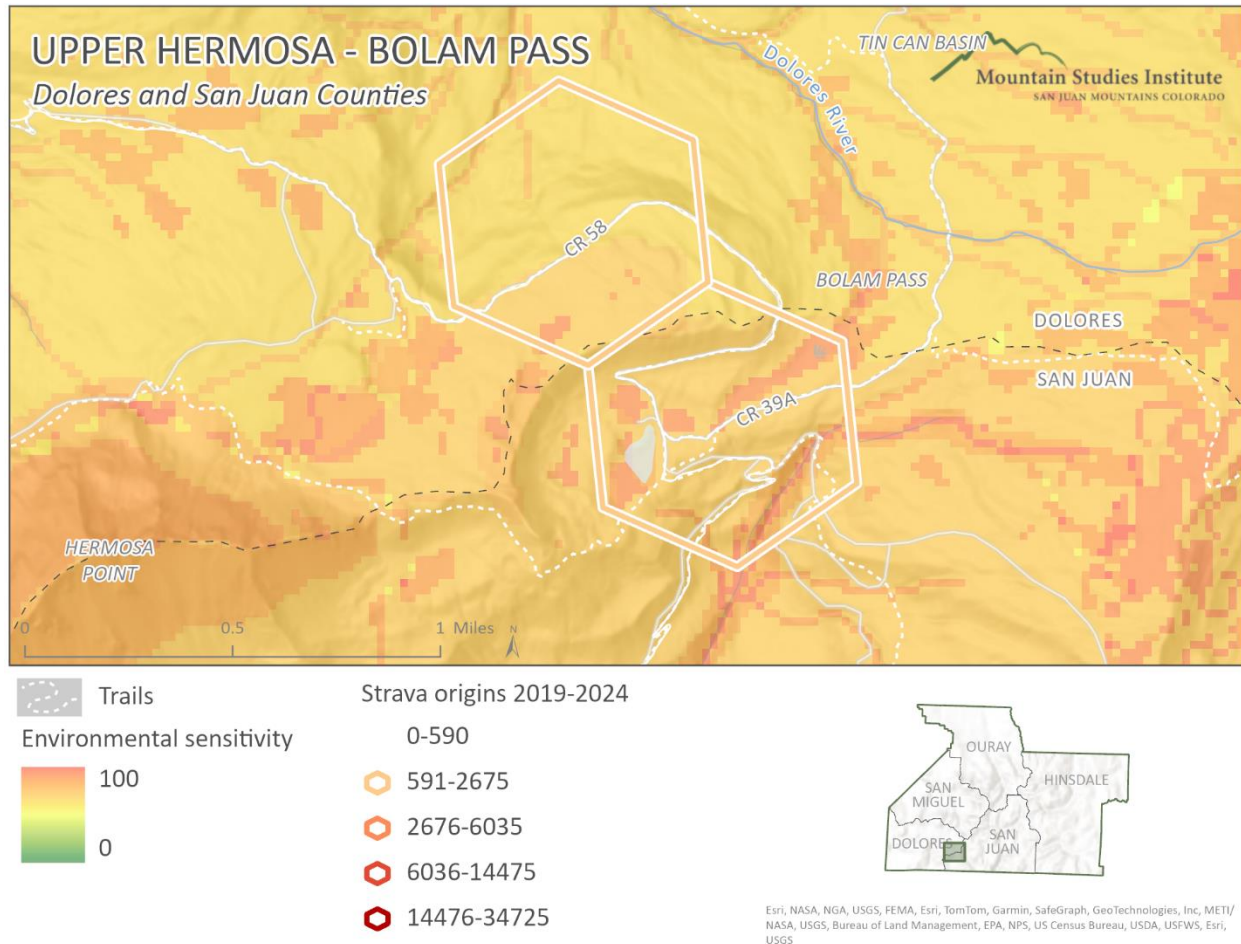 UPPER HERMOSA - BOLAM PASS
Dolores and San Juan Counties
TIN CAN BASIN
Mountain Studies Institute
SAN JUAN MOUNTAINS COLORADO
Dolores River
CR 58
BOLAM PASS
DOLORES
SAN JUAN
CR 39A
HERMOSA
POINT
0 0.5 1 Miles
N
Trails
Environmental sensitivity
100
0
Strava origins 2019-2024
0-590
591-2675
2676-6035
6036-14475
14476-34725
OURAY
HINSDALE
SAN
MIGUEL
DOLORES
SAN
JUAN
Esri, NASA, NGA, USGS, FEMA, Esri, TomTom, Garmin, SafeGraph, GeoTechnologies, Inc, METI/
NASA, USGS, Bureau of Land Management, EPA, NPS, US Census Bureau, USDA, USFWS, Esri,
USGS